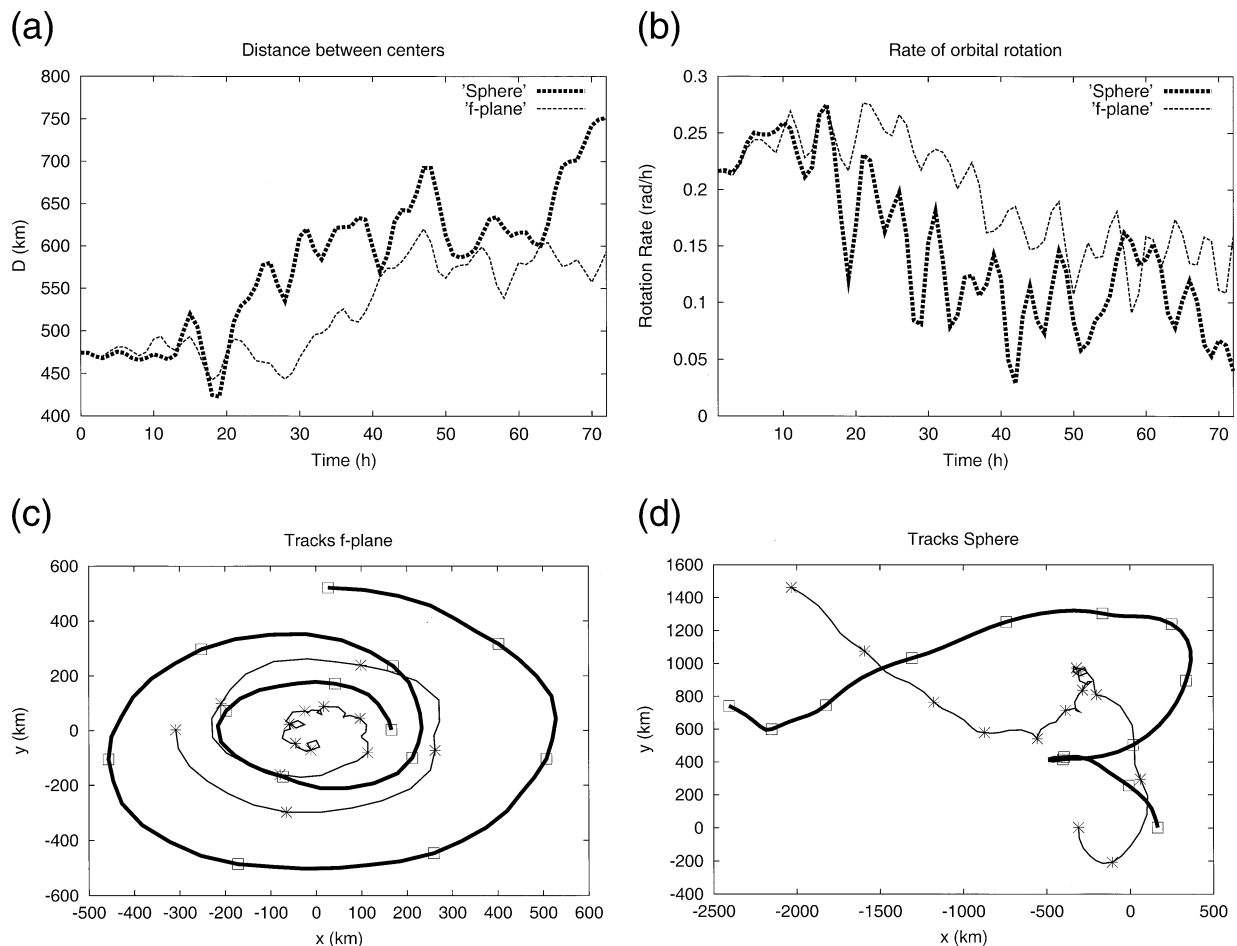 (a)
Distance between centers
800
750
700
650
600
550
500
450
400
D (km)
'Sphere'
'f-plane'
0 10 20 30 40 50 60 70
Time (h)
(b)
Rate of orbital rotation
0.3
0.25
0.2
0.15
0.1
0.05
0
Rotation Rate (rad/h)
'Sphere'
'f-plane'
10 20 30 40 50 60 70
Time (h)
(c)
Tracks f-plane
600
400
200
0
-200
-400
-600
y (km)
-500 -400 -300 -200 -100 0 100 200 300 400 500 600
x (km)
(d)
Tracks Sphere
1600
1400
1200
1000
800
600
400
200
0
-200
-400
y (km)
-2500 -2000 -1500 -1000 -500 0 500
x (km)